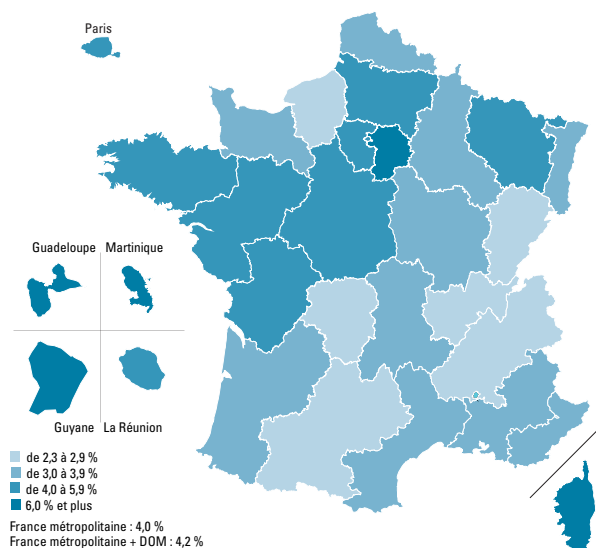 Paris
Guadeloupe Martinique
Guyane La Réunion
de 2,3 à 2,9 %
de 3,0 à 3,9 %
de 4,0 à 5,9 %
6,0 % et plus
France métropolitaine : 4,0 %
France métropolitaine + DOM : 4,2 %